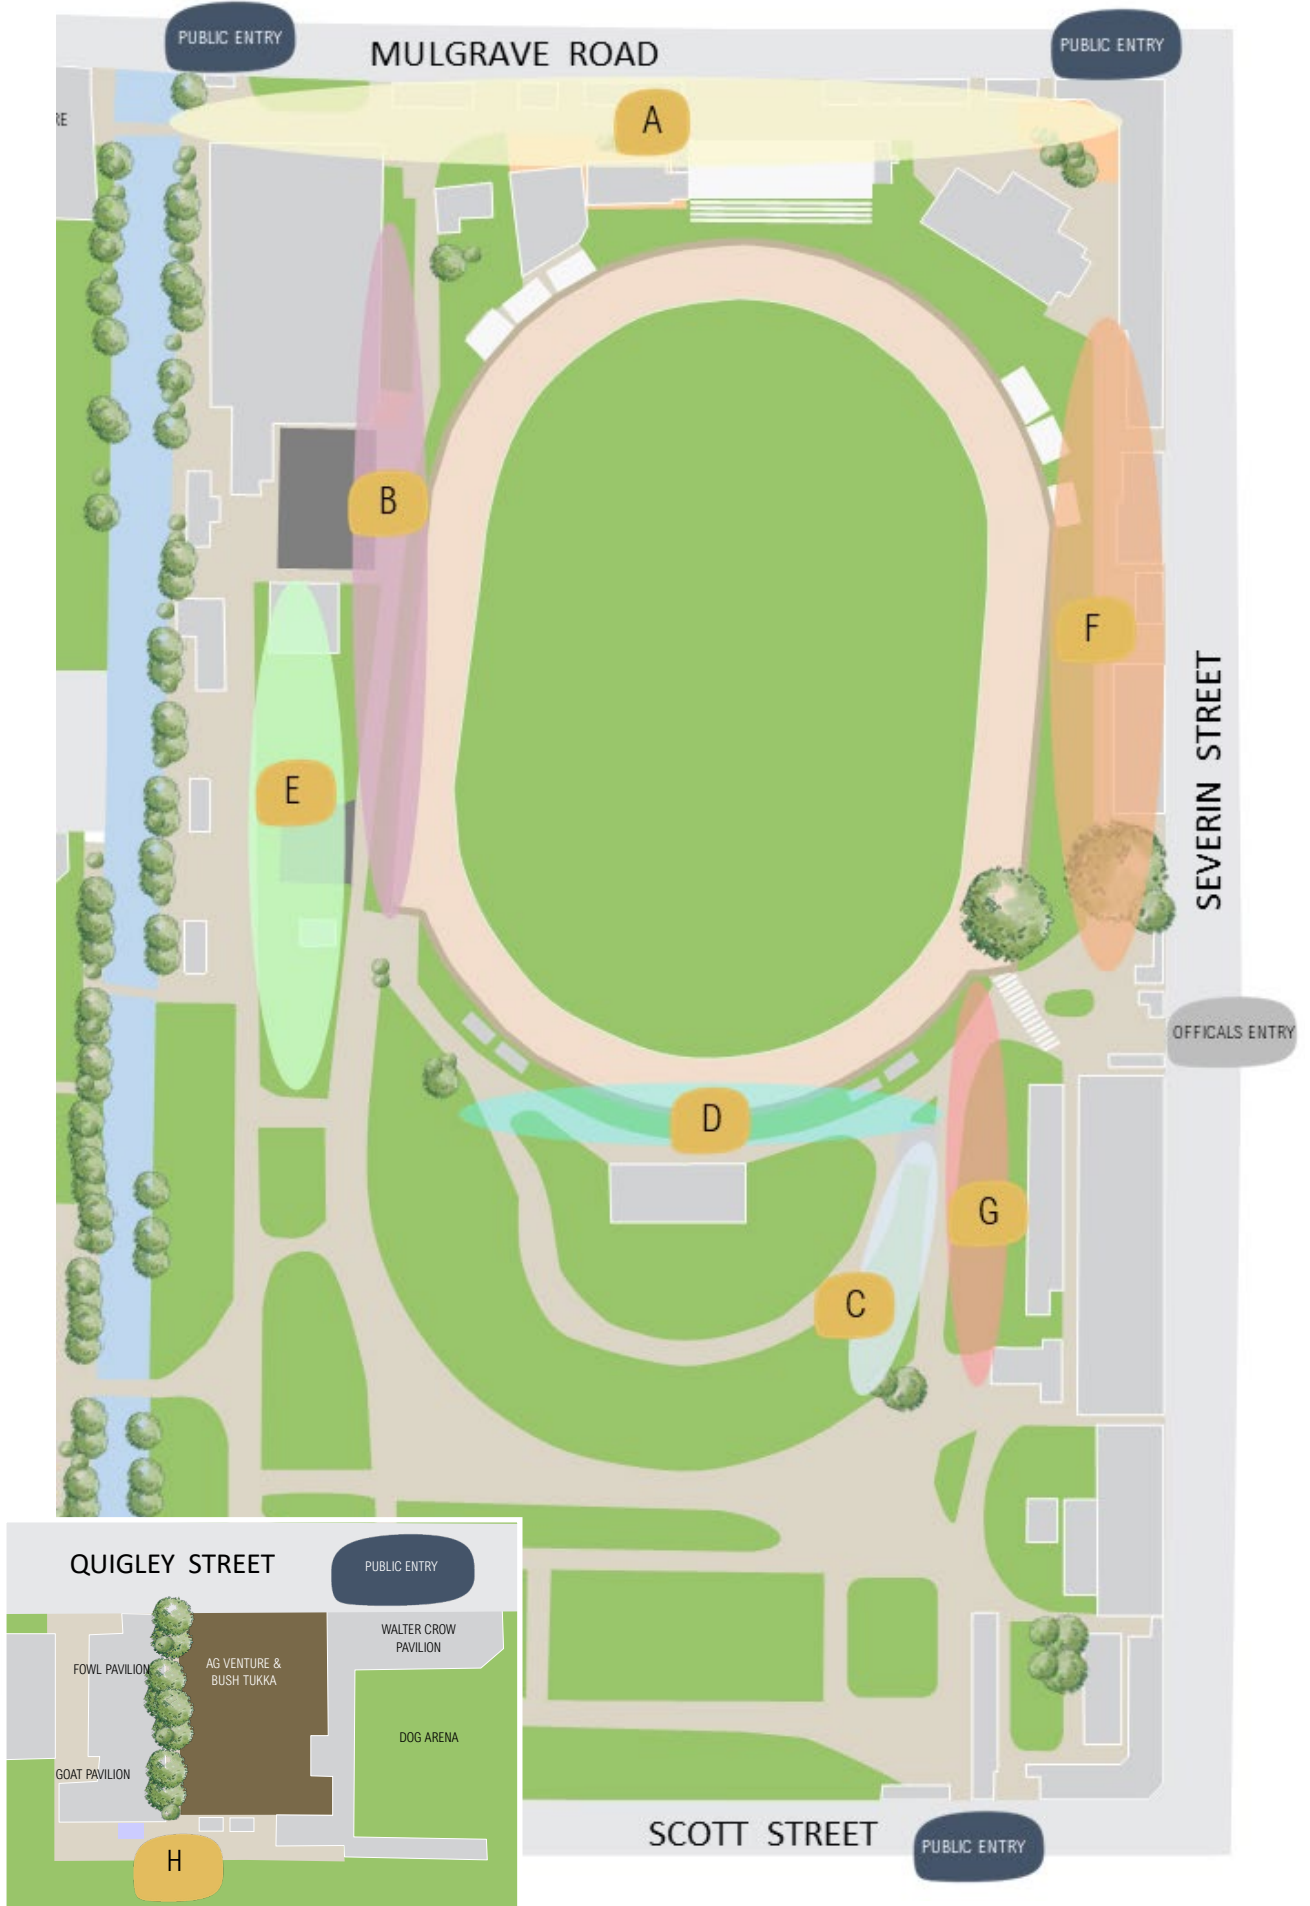 PUBLIC ENTRY
MULGRAVE ROAD
PUBLIC ENTRY
RE
A
B
F
SEVERIN STREET
E
OFFICALS ENTRY
D
G
C
QUIGLEY STREET
PUBLIC ENTRY
WALTER CROW
PAVILION
FOWL PAVILION
AG VENTURE &
BUSH TUKKA
DOG ARENA
GOAT PAVILION
H
SCOTT STREET
PUBLIC ENTRY